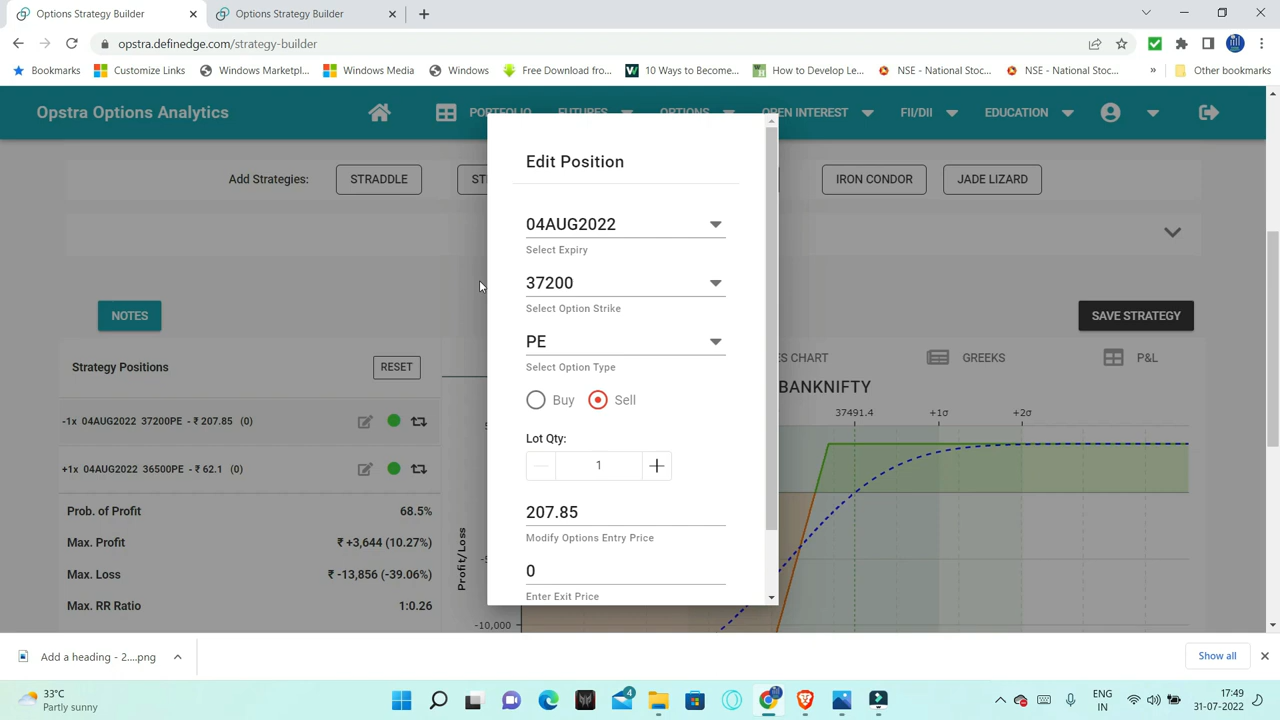 Options Strategy Builder
Options Strategy Builder
opstra.definedge.com/strategy-builder
Bookmarks
Customize Links
Windows Marketpl...
Windows Media
Windows
Free Download fro...
10 Ways to Become...
How to Develop Le...
NSE - National Stoc...
NSE - National Stoc...
»
Other bookmarks
Opstra Options Analytics
PORTFOLIO
FUTURES
OPTIONS
OPEN INTEREST
FII/DII
EDUCATION
Add Strategies:
STRADDLE
IRON CONDOR
JADE LIZARD
NOTES
SAVE STRATEGY
Strategy Positions
RESET
-1x 04AUG2022 37200PE - ₹ 207.85 (0)
+1x 04AUG2022 36500PE - ₹ 62.1 (0)
Prob. of Profit 68.5%
Max. Profit ₹ +3,644 (10.27%)
Max. Loss ₹ -13,856 (-39.06%)
Max. RR Ratio 1:0.26
Edit Position
04AUG2022
Select Expiry
37200
Select Option Strike
PE
Select Option Type
Buy Sell
Lot Qty:
1
207.85
Modify Options Entry Price
0
Enter Exit Price
S CHART
GREEKS
P&L
BANKNIFTY
37491.4 +1σ +2σ
Profit/Loss
-10,000
Add a heading - 2....png
Show all
33°C
Partly sunny
4
ENG
IN
17:49
31-07-2022